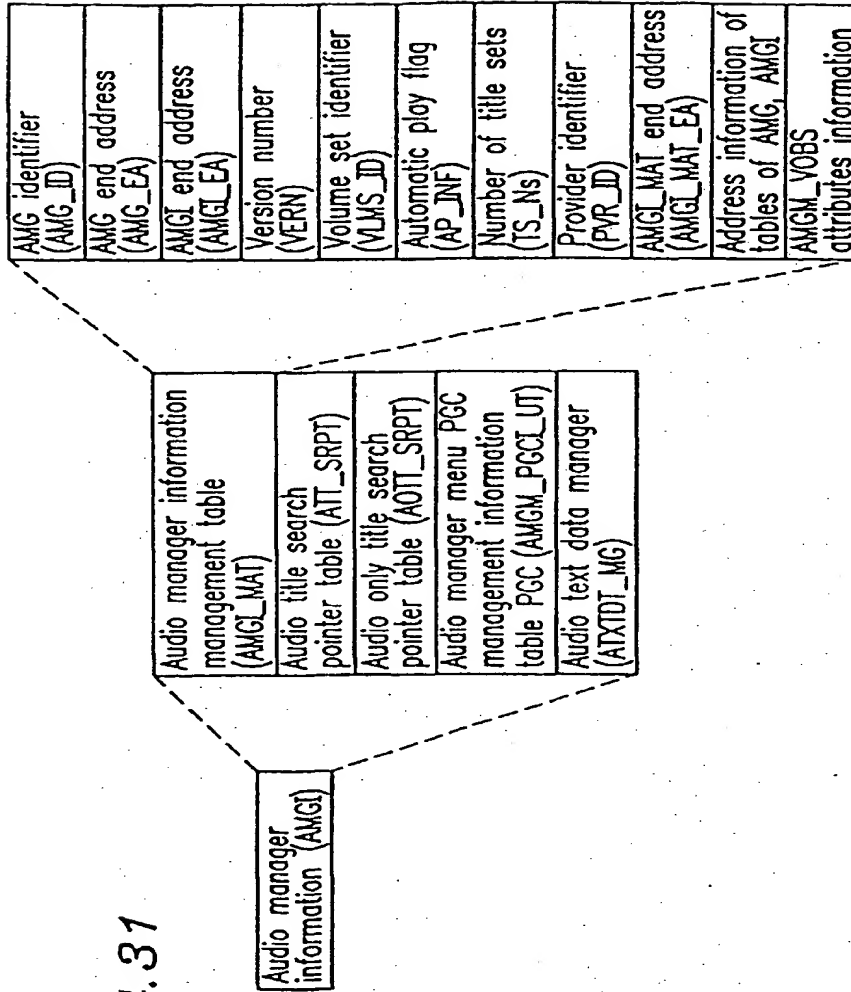 .31
Audio manager
information (AMGI)
Audio manager information
management table
(AMGI_MAT)
Audio title search
pointer table (ATT_SRPT)
Audio only title search
pointer table (AOTT_SRPT)
Audio manager menu PGC
management information
table PGC (AMGM_PGCI_UT)
Audio text data manager
(ATXTDT_MG)
AMG identifier
(AMG_ID)
AMG end address
(AMG_EA)
AMGI end address
(AMGI_EA)
Version number
(VERN)
Volume set identifier
(VLMS_ID)
Automatic play flag
(AP_INF)
Number of title sets
(TS_Ns)
Provider identifier
(PVR_ID)
AMGI_MAT end address
(AMGI_MAT_EA)
Address information of
tables of AMG, AMGI
AMGM_VOBS
attributes information